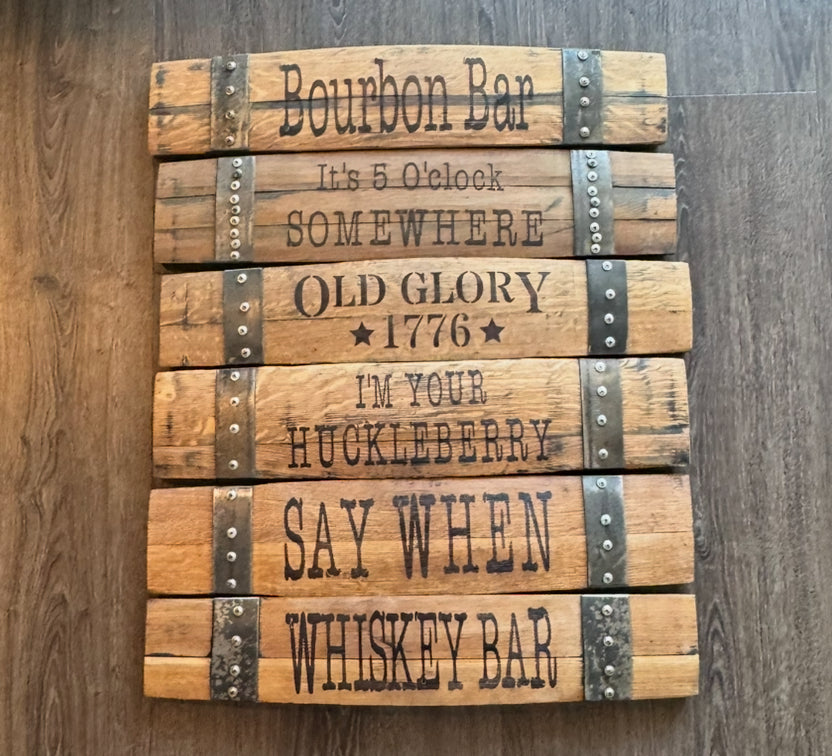 Bourbon Bar
It's 5 O'clock
SOMEWHERE
OLD GLORY
★1776★
I'M YOUR
HUCKLEBERRY
SAY WHEN
WHISKEY BAR